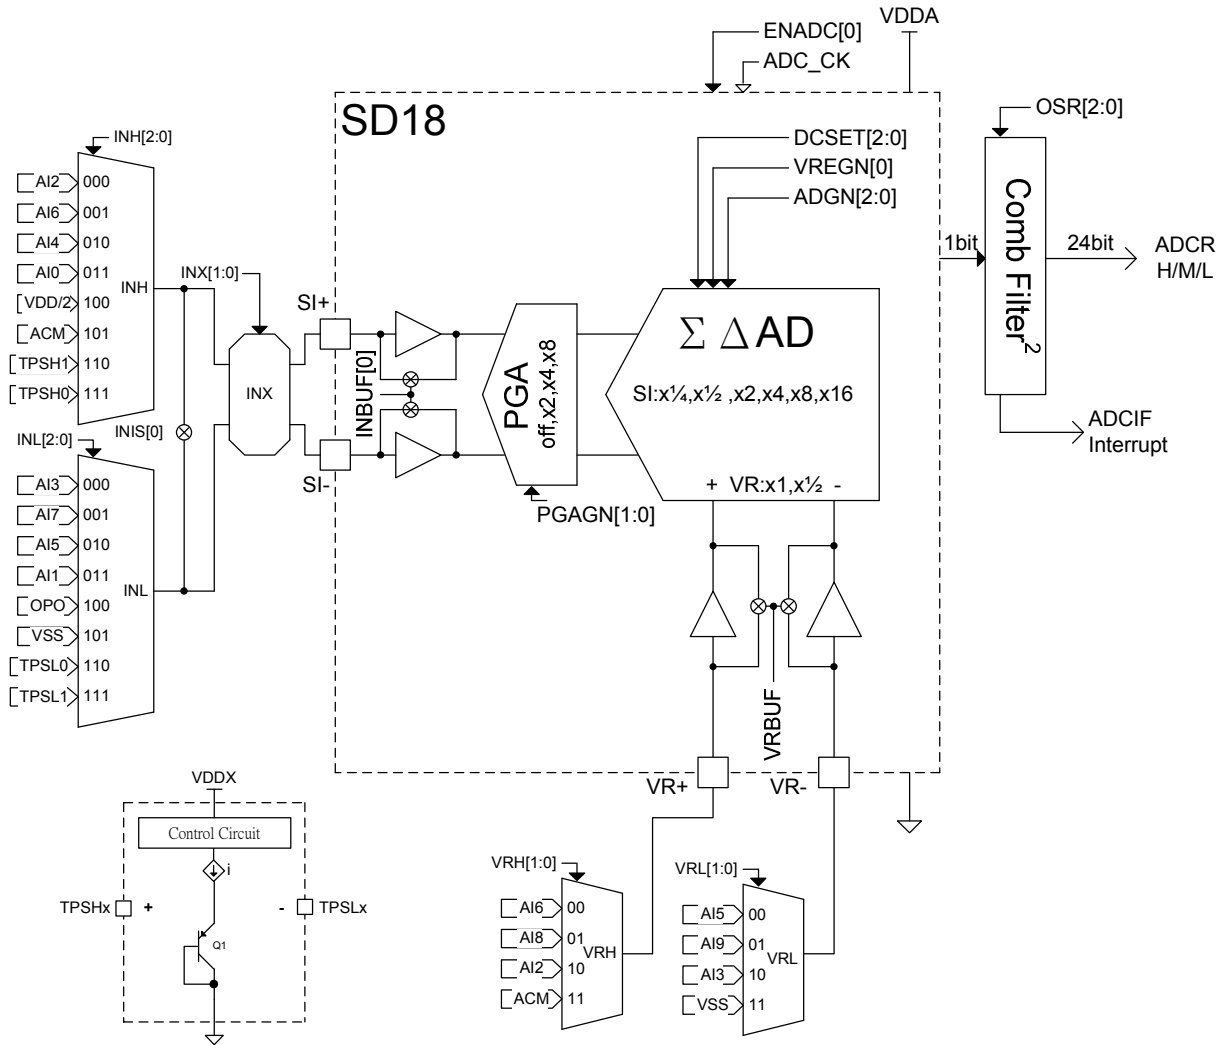 VDDA
ENADC[0]
ADC_CK
SD18
OSR[2:0]
INH[2:0]
DCSET[2:0]
VREGN[0]
ADGN[2:0]
AI2 000
AI6 001
AI4 010
AI0 011
VDD/2 100
ACM 101
TPSH1 110
TPSH0 111
INH
INX[1:0]
SI+
INX
SI-
INIS[0]
INBUF[0]
PGA
off,x2,x4,x8
PGAGN[1:0]
Σ Δ AD
SI:x¼,x½ ,x2,x4,x8,x16
+ VR:x1,x½ -
1bit
Comb Filter²
24bit
ADCR
H/M/L
ADCIF
Interrupt
INL[2:0]
AI3 000
AI7 001
AI5 010
AI1 011
OPO 100
VSS 101
TPSL0 110
TPSL1 111
INL
VRBUF
VR+
VR-
VDDX
Control Circuit
i
TPSHx
+
-
TPSLx
Q1
VRH[1:0]
AI6 00
AI8 01
AI2 10
ACM 11
VRH
VRL[1:0]
AI5 00
AI9 01
AI3 10
VSS 11
VRL